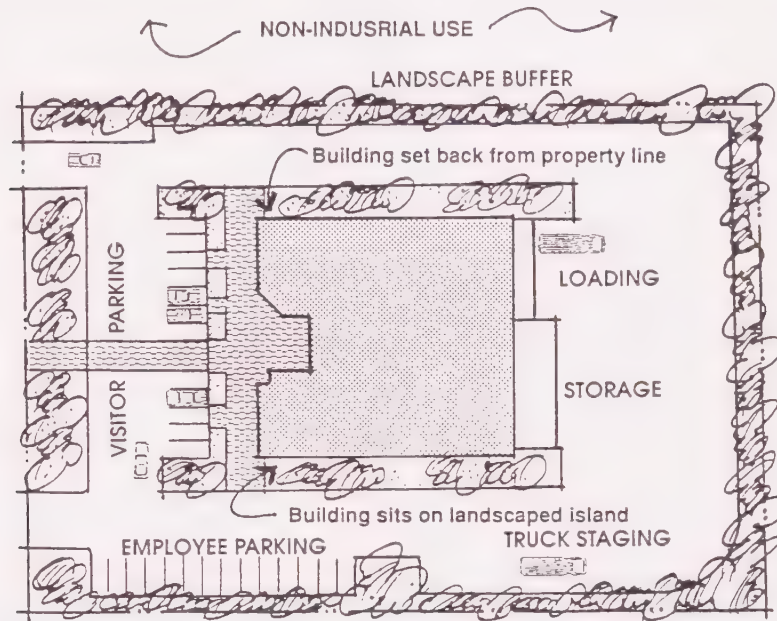 NON-INDUSRIAL USE
LANDSCAPE BUFFER
Building set back from property line
VISITOR PARKING
LOADING
STORAGE
Building sits on landscaped island
EMPLOYEE PARKING
TRUCK STAGING